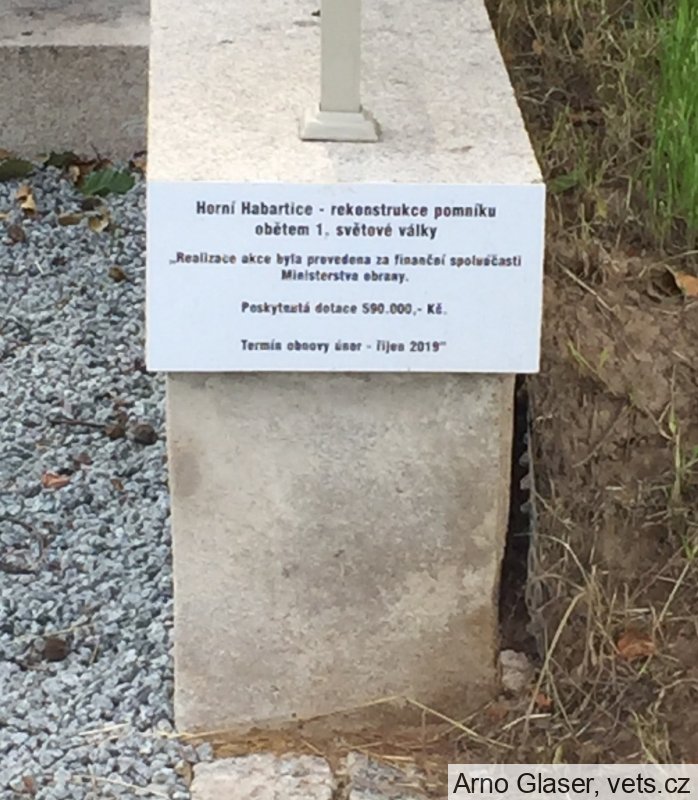 Horní Habartice - rekonstrukce pomníku
obětem 1. světové války
„Realizace akce byla provedena za finanční spoluúčasti
Ministerstva obrany.
Poskytnutá dotace 590.000,- Kč.
Termín obnovy únor - říjen 2019"
Arno Glaser, vets.cz